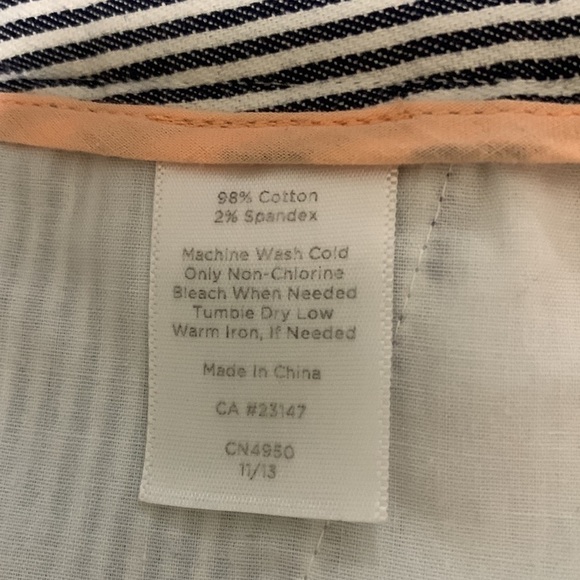 98% Cotton
2% Spandex
Machine Wash Cold
Only Non-Chlorine
Bleach When Needed
Tumble Dry Low
Warm Iron, If Needed
Made In China
CA #23147
CN4950
11/13